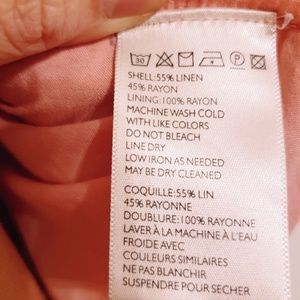 30
P
SHELL:55% LINEN
45% RAYON
LINING:100% RAYON
MACHINE WASH COLD
WITH LIKE COLORS
DO NOT BLEACH
LINE DRY
LOW IRON AS NEEDED
MAY BE DRY CLEANED
COQUILLE:55% LIN
45% RAYONNE
DOUBLURE:100% RAYONNE
LAVER À LA MACHINE À L'EAU
FROIDE AVEC
COULEURS SIMILAIRES
NE PAS BLANCHIR
SUSPENDRE POUR SECHER